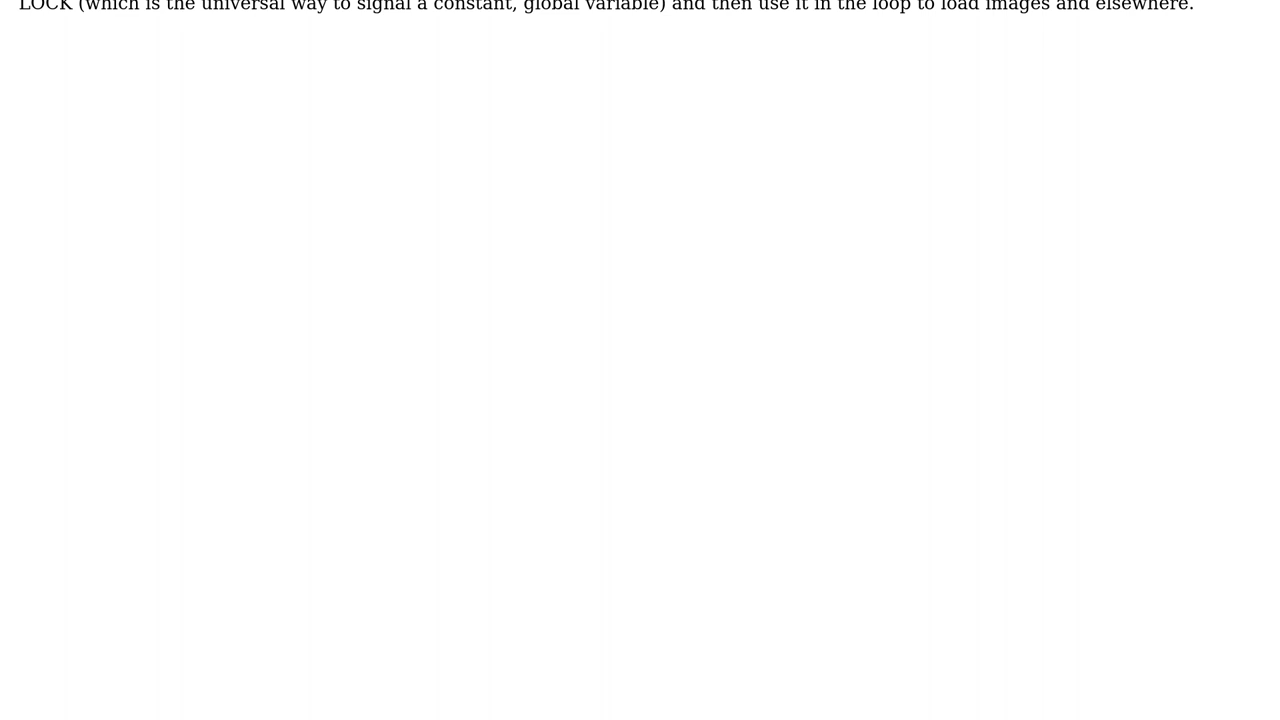 LOCK (which is the universal way to signal a constant, global variable) and then use it in the loop to load images and elsewhere.